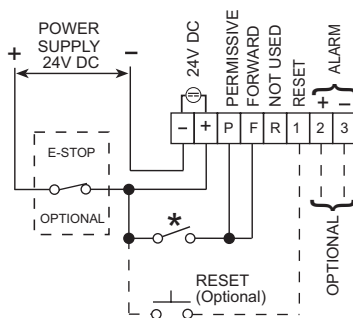 POWER
SUPPLY
24V DC
+
−
24V DC
PERMISSIVE
FORWARD
NOT USED
RESET
ALARM
+
−
−
+
P
F
R
1
2
3
E-STOP
OPTIONAL
*
OPTIONAL
RESET
(Optional)